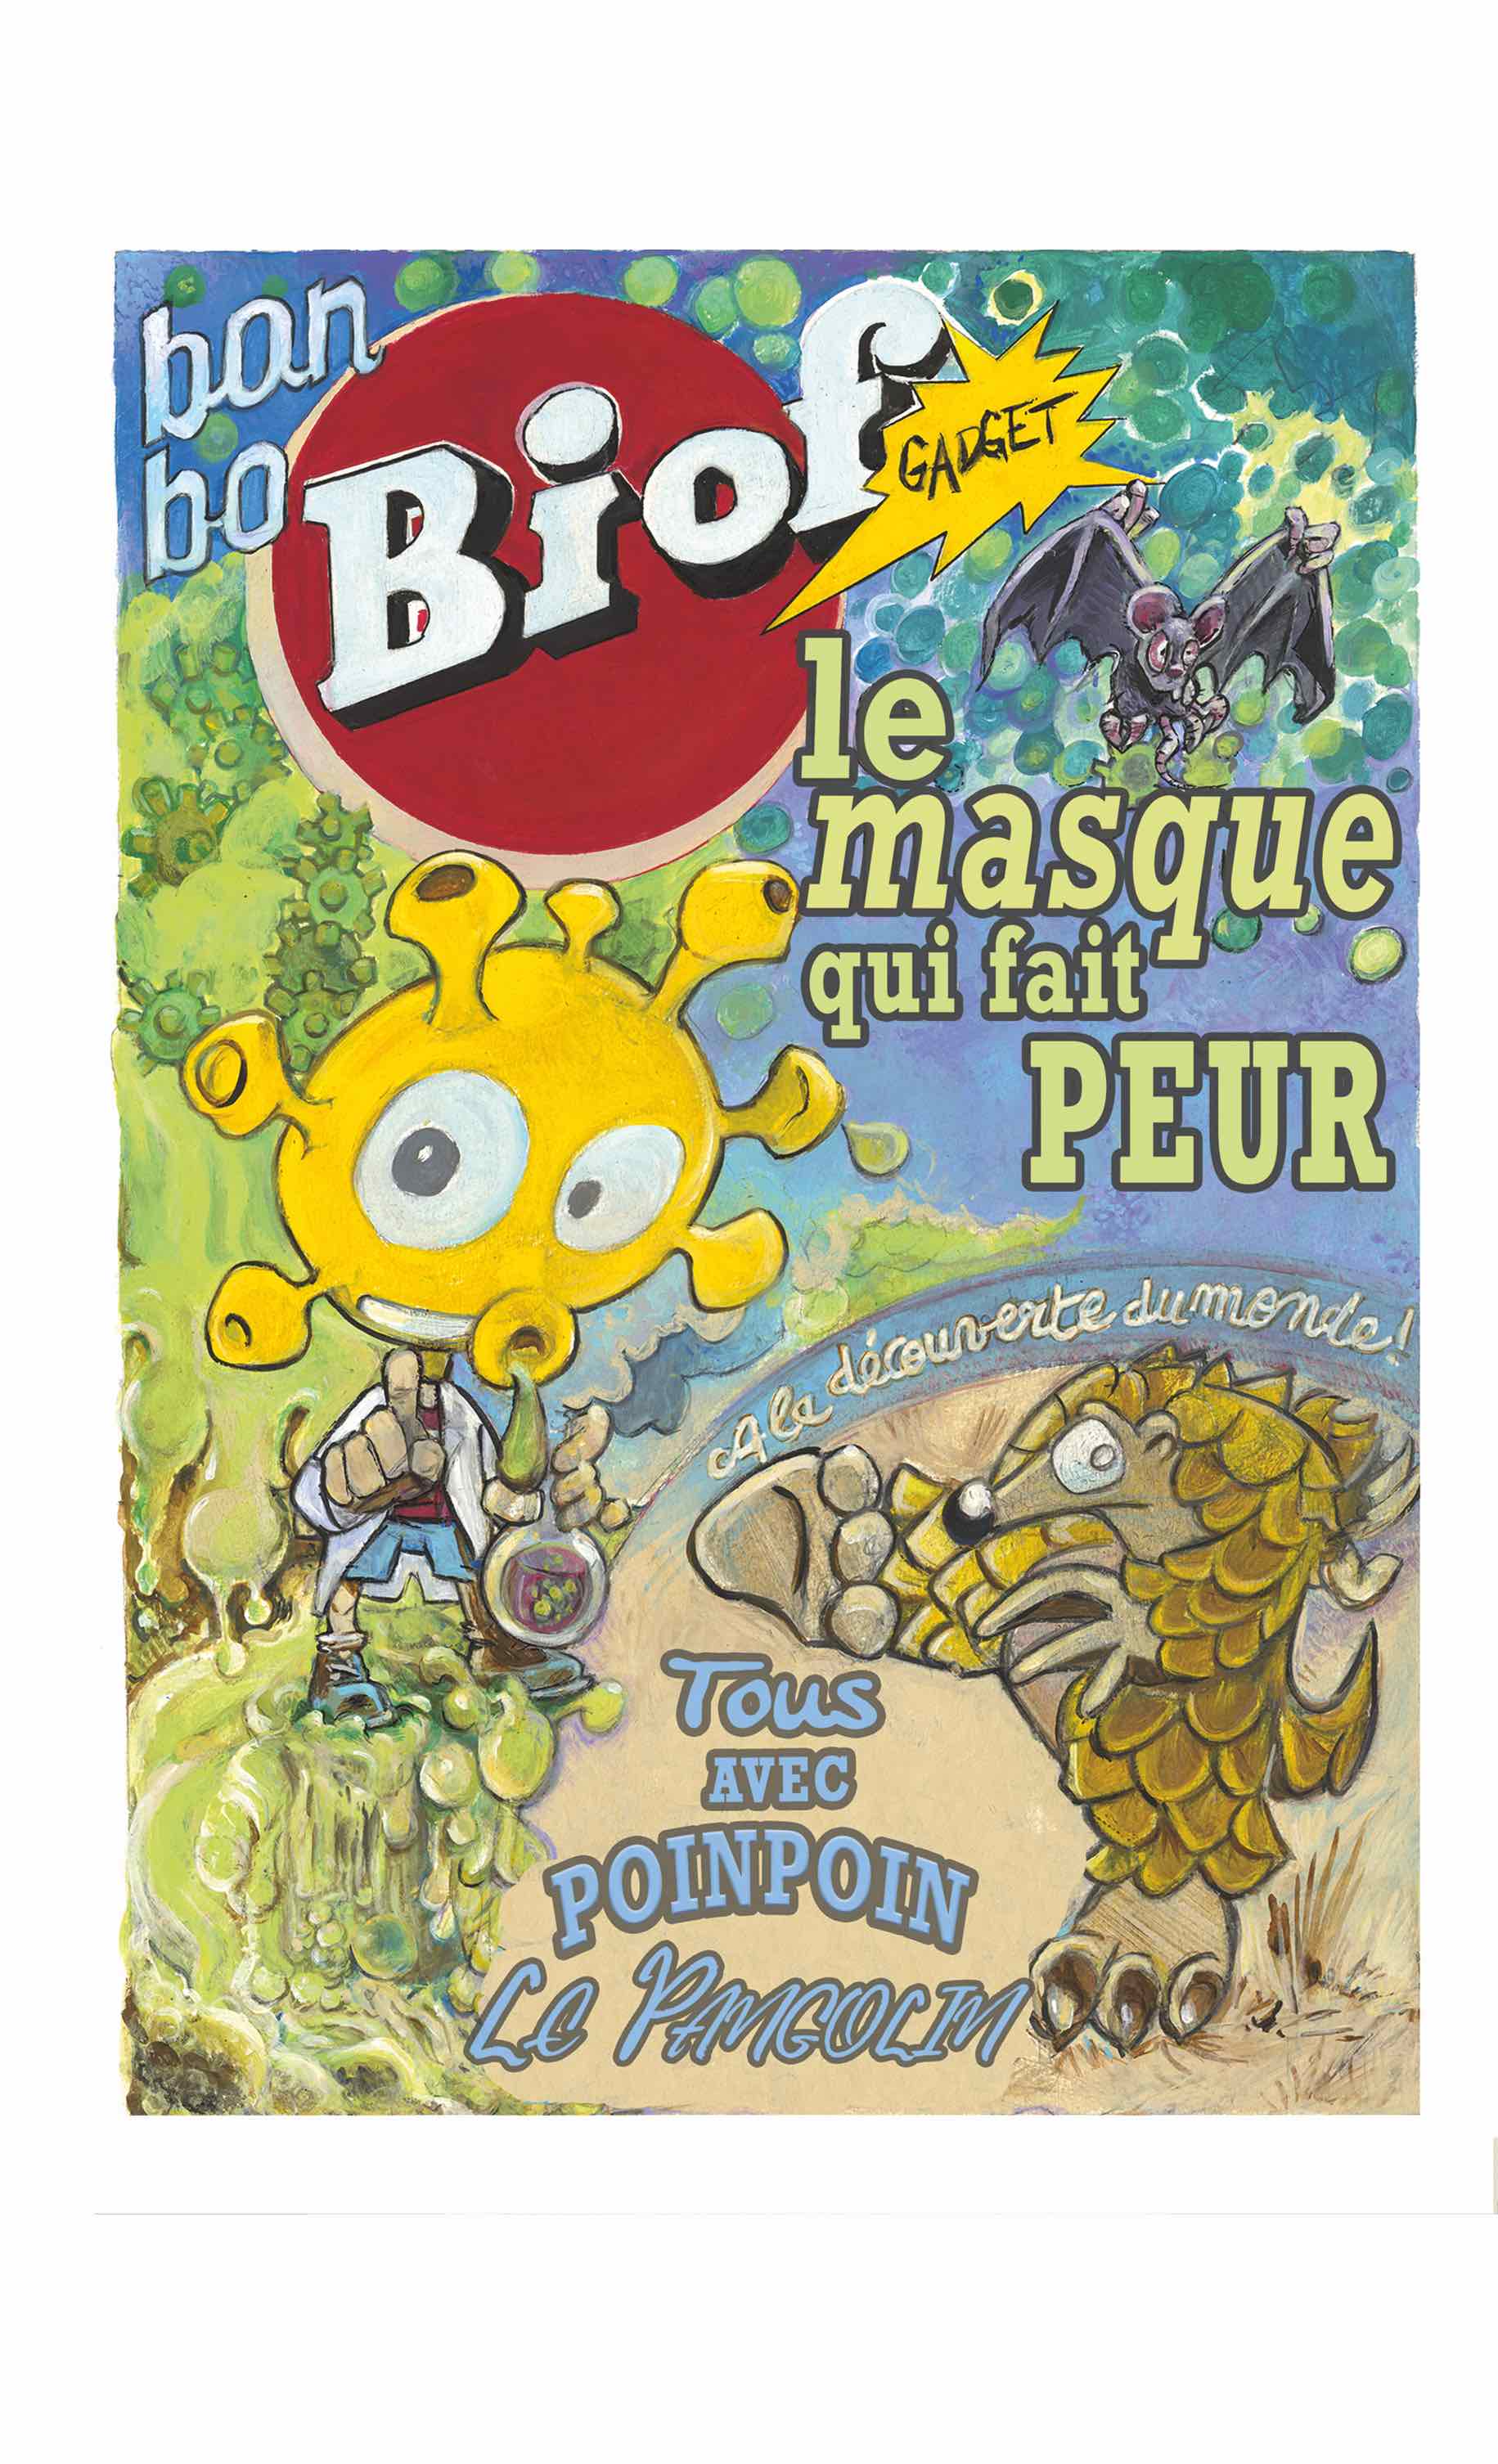 bon
bo
Biof
GADGET
le
masque
qui fait
PEUR
A la découverte du monde!
Tous
AVEC
POINPOIN
Le PANGOLIN